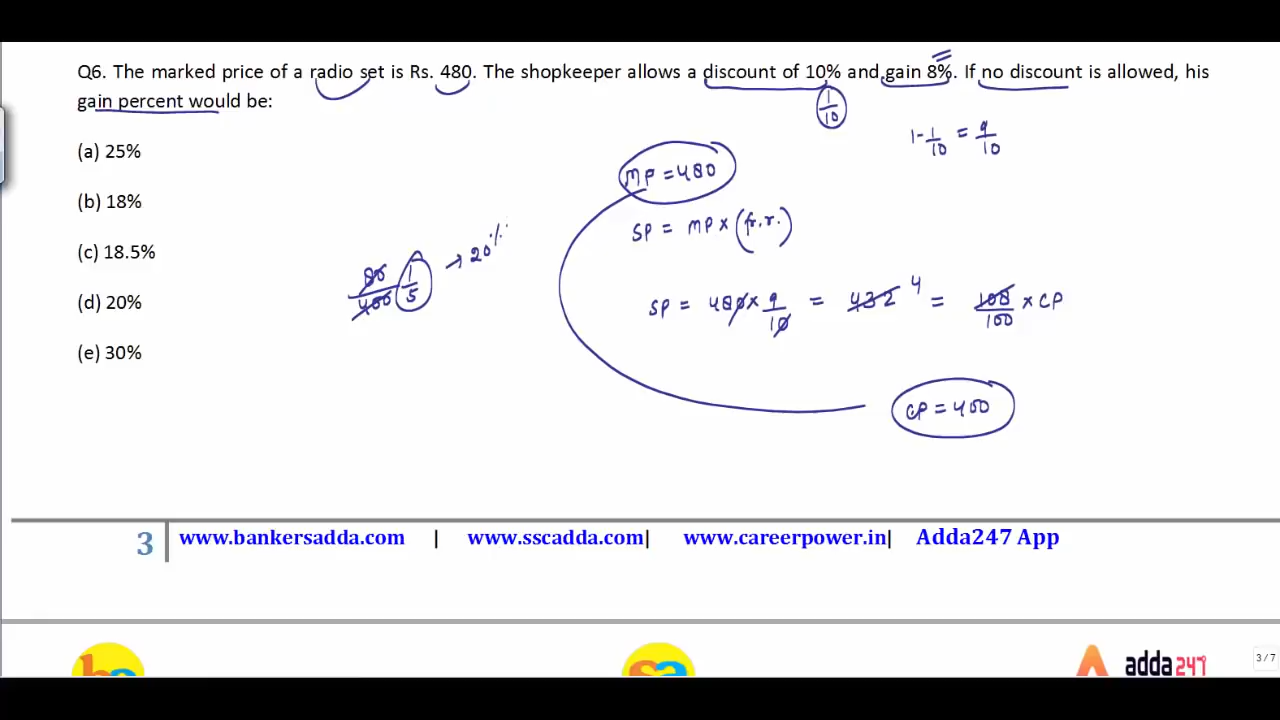 Q6. The marked price of a radio set is Rs. 480. The shopkeeper allows a discount of 10% and gain 8%. If no discount is allowed, his
gain percent would be:
1/10
1-1/10 = 9/10
(a) 25%
MP = 480
(b) 18%
SP = MP × (fr.r.)
(c) 18.5%
80/400 1/5 → 20%
(d) 20%
SP = 480 × 9/10 = 432 4 = 108/100 × CP
(e) 30%
CP = 400
3 www.bankersadda.com | www.sscadda.com| www.careerpower.in| Adda247 App
adda247
3/7